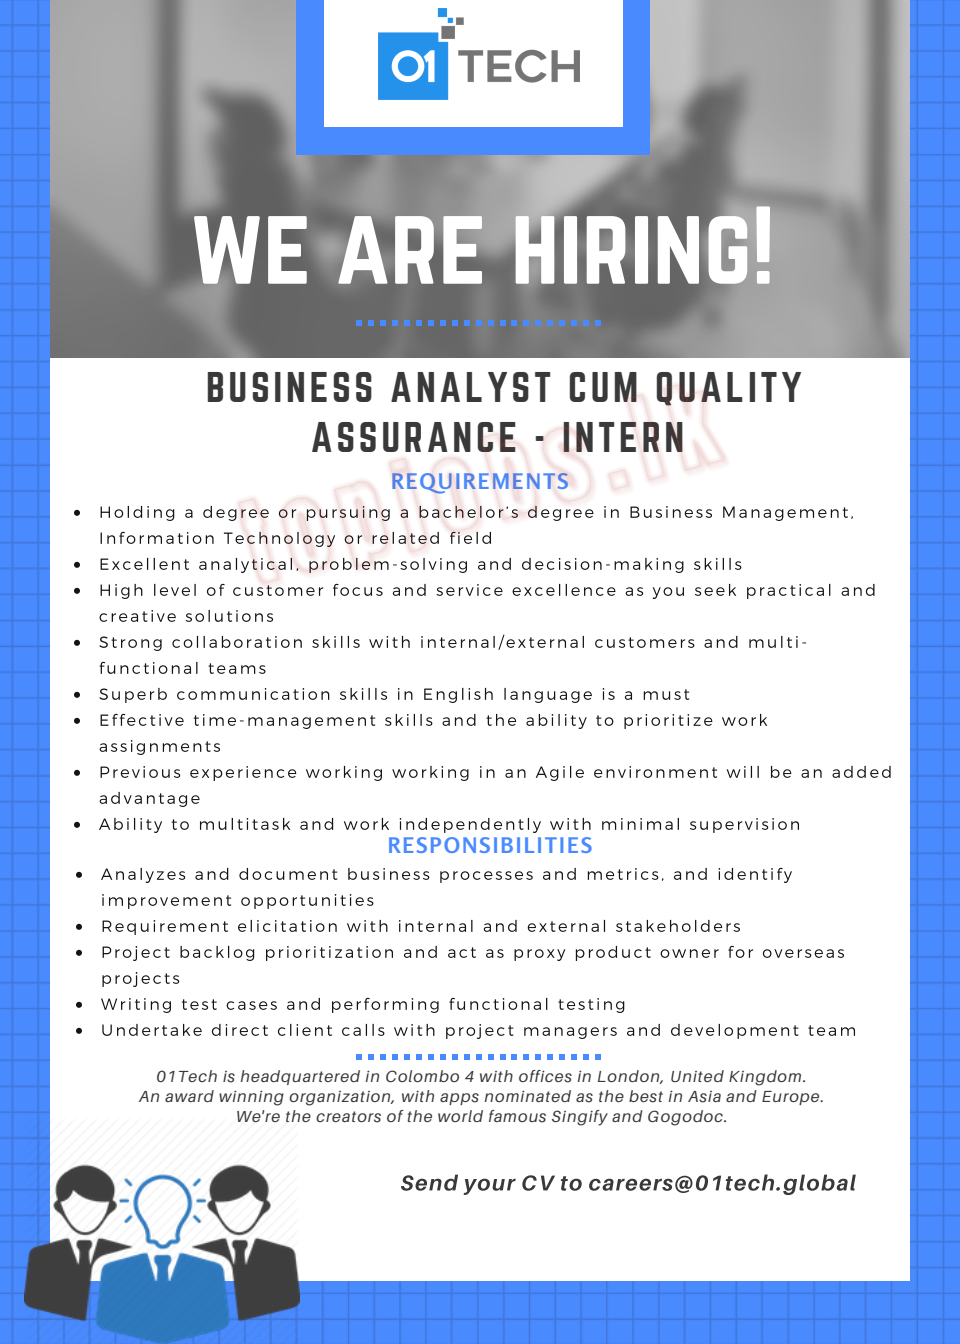 01 TECH
WE ARE HIRING!
BUSINESS ANALYST CUM QUALITY
ASSURANCE - INTERN
topjobs.lk
REQUIREMENTS
• Holding a degree or pursuing a bachelor's degree in Business Management,
Information Technology or related field
• Excellent analytical, problem-solving and decision-making skills
• High level of customer focus and service excellence as you seek practical and
creative solutions
• Strong collaboration skills with internal/external customers and multi-
functional teams
• Superb communication skills in English language is a must
• Effective time-management skills and the ability to prioritize work
assignments
• Previous experience working working in an Agile environment will be an added
advantage
• Ability to multitask and work independently with minimal supervision
RESPONSIBILITIES
• Analyzes and document business processes and metrics, and identify
improvement opportunities
• Requirement elicitation with internal and external stakeholders
• Project backlog prioritization and act as proxy product owner for overseas
projects
• Writing test cases and performing functional testing
• Undertake direct client calls with project managers and development team
01Tech is headquartered in Colombo 4 with offices in London, United Kingdom.
An award winning organization, with apps nominated as the best in Asia and Europe.
We're the creators of the world famous Singify and Gogodoc.
Send your CV to careers@01tech.global